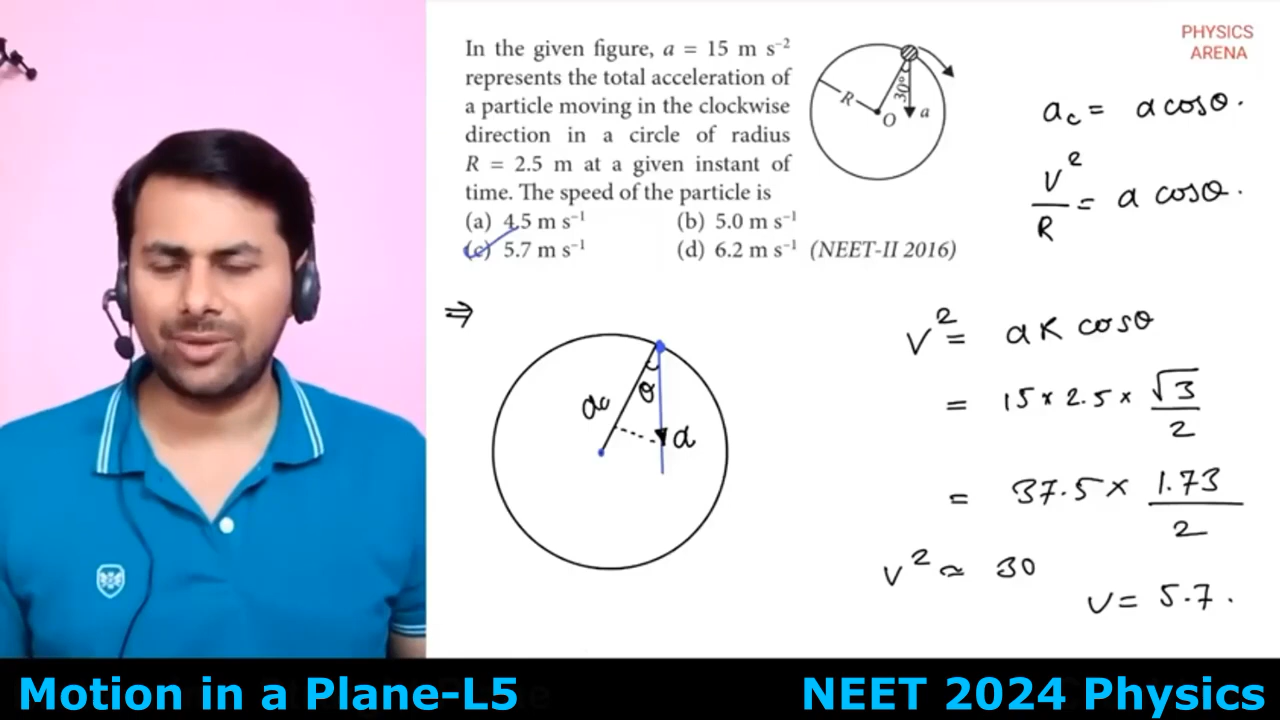 PHYSICS
ARENA
In the given figure, a = 15 m s⁻²
represents the total acceleration of
a particle moving in the clockwise
direction in a circle of radius
R = 2.5 m at a given instant of
time. The speed of the particle is
(a) 4.5 m s⁻¹ (b) 5.0 m s⁻¹
(c) 5.7 m s⁻¹ (d) 6.2 m s⁻¹ (NEET-II 2016)
R
30°
O
a
a_c = a cosθ.
V²/R = a cosθ.
⇒
a_c
θ
a
V² = aR cosθ
= 15 × 2.5 × √3/2
= 37.5 × 1.73/2
V² ≈ 30
V = 5.7.
Motion in a Plane-L5
NEET 2024 Physics